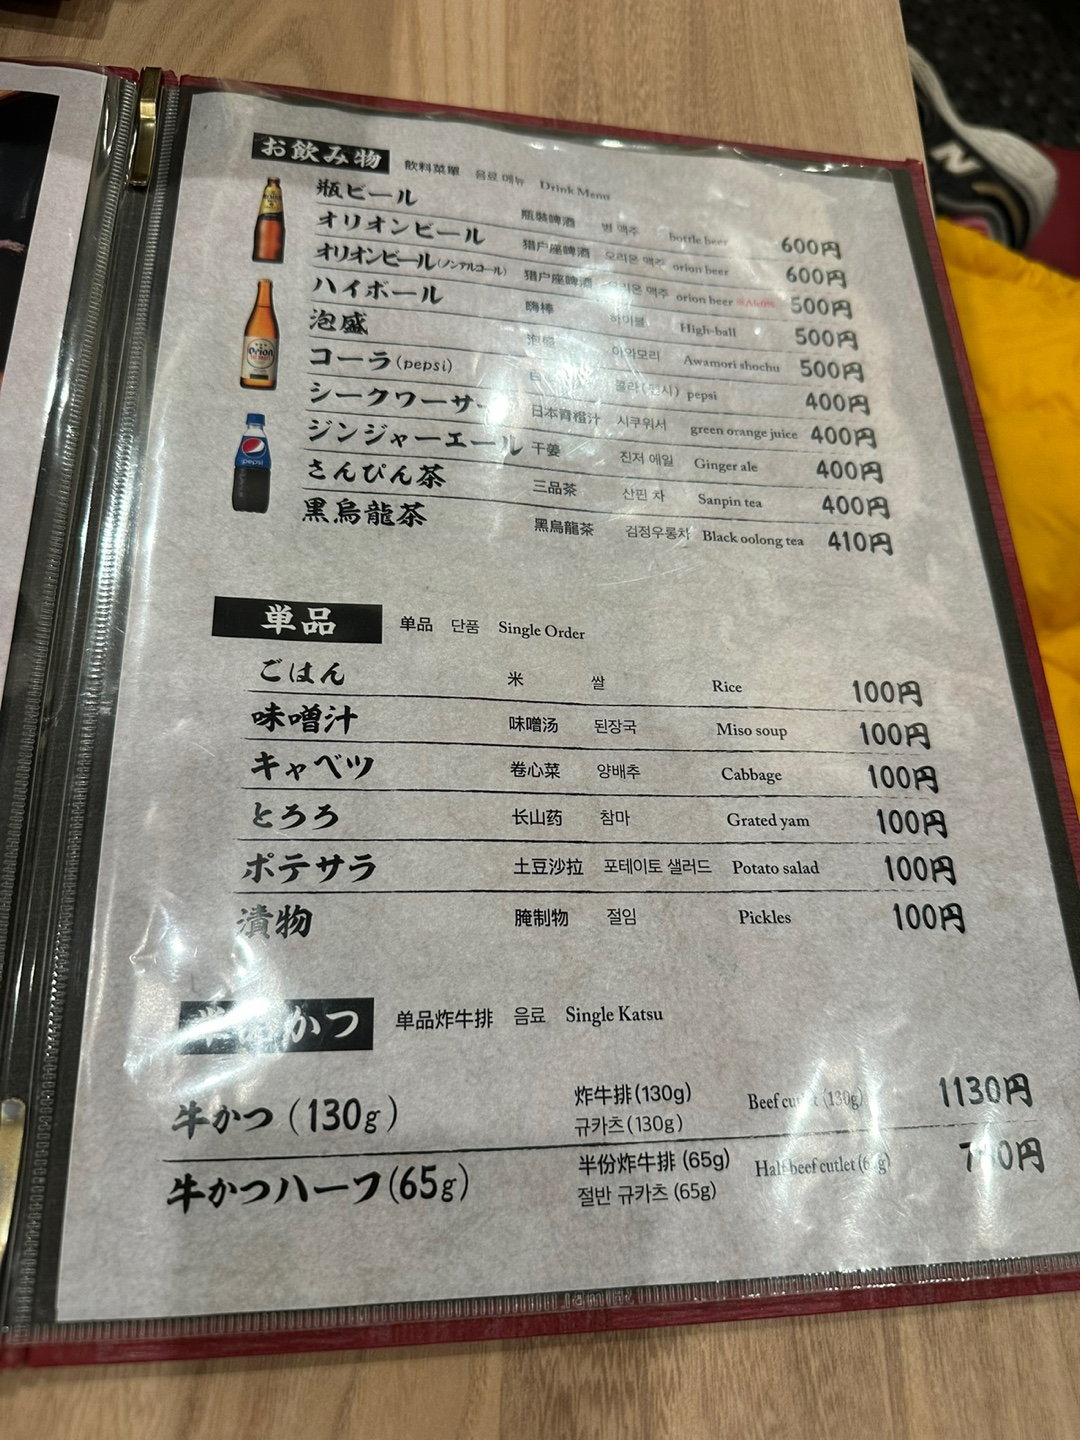 お飲み物 飲料菜單 음료 메뉴 Drink Menu
瓶ビール 瓶裝啤酒 병 맥주 bottle beer 600円
オリオンビール 猎户座啤酒 오리온 맥주 orion beer 600円
オリオンビール(ノンアルコール) 猎户座啤酒 맥주 orion beer 500円
ハイボール 嗨棒 하이볼 High-ball 500円
泡盛 아와모리 Awamori shochu 500円
コーラ(pepsi) 콜라(펩시) pepsi 400円
シークワーサー 日本青橙汁 시쿠워서 green orange juice 400円
ジンジャーエール 干姜 진저 에일 Ginger ale 400円
さんぴん茶 三品茶 산핀 차 Sanpin tea 400円
黒烏龍茶 黑烏龍茶 검정우롱차 Black oolong tea 410円
Orion
pepsi
単品 单品 단품 Single Order
ごはん 米 쌀 Rice 100円
味噌汁 味噌汤 된장국 Miso soup 100円
キャベツ 卷心菜 양배추 Cabbage 100円
とろろ 长山药 참마 Grated yam 100円
ポテサラ 土豆沙拉 포테이토 샐러드 Potato salad 100円
漬物 腌制物 절임 Pickles 100円
かつ 单品炸牛排 음료 Single Katsu
牛かつ(130g) 炸牛排(130g) Beef cutlet (130g) 1130円
규카츠(130g)
牛かつハーフ(65g) 半份炸牛排 (65g) Half beef cutlet
절반 규카츠 (65g)
N